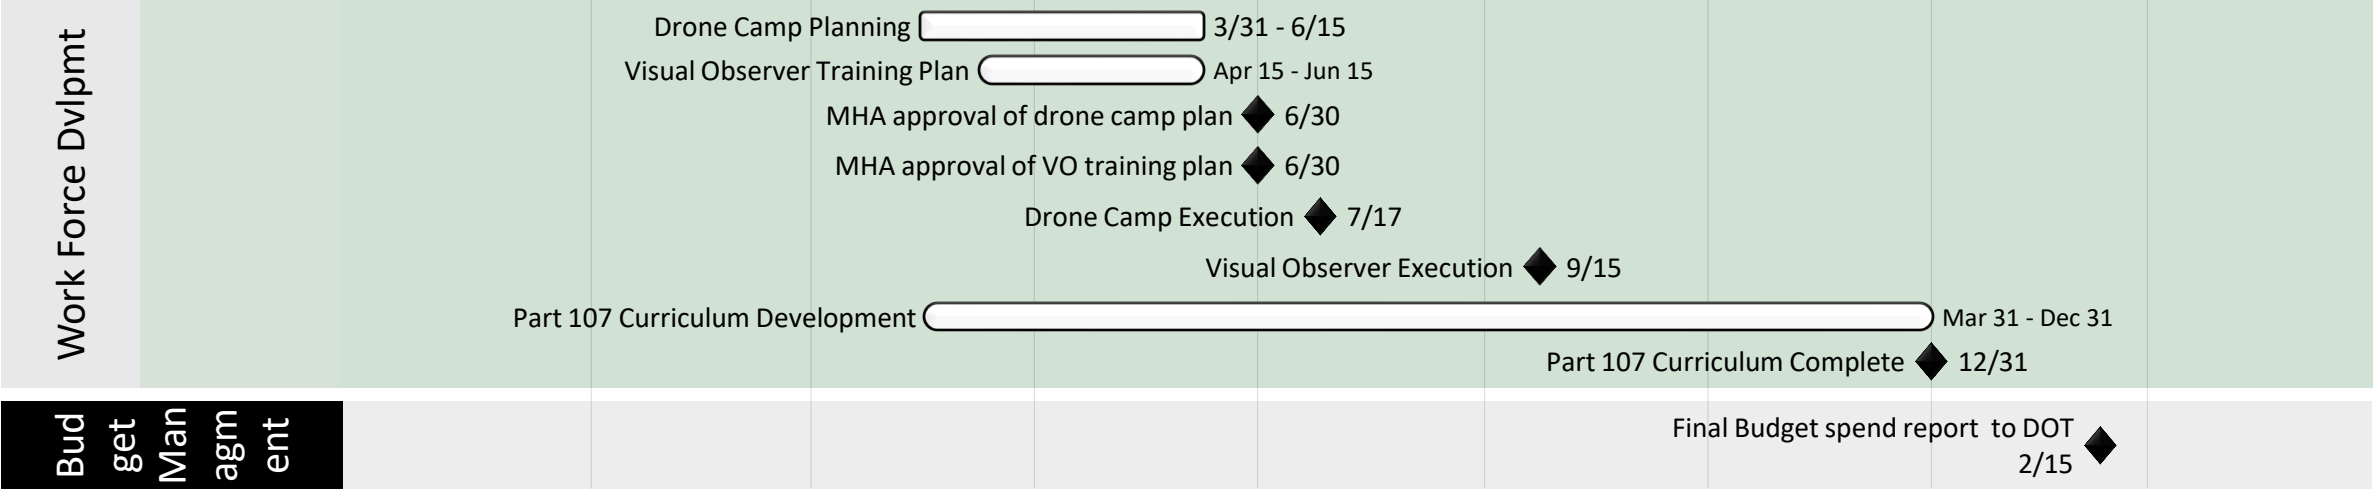 Work Force Dvlpmt
Drone Camp Planning 3/31 - 6/15
Visual Observer Training Plan Apr 15 - Jun 15
MHA approval of drone camp plan 6/30
MHA approval of VO training plan 6/30
Drone Camp Execution 7/17
Visual Observer Execution 9/15
Part 107 Curriculum Development Mar 31 - Dec 31
Part 107 Curriculum Complete 12/31
Bud
get
Man
agm
ent
Final Budget spend report  to DOT
2/15